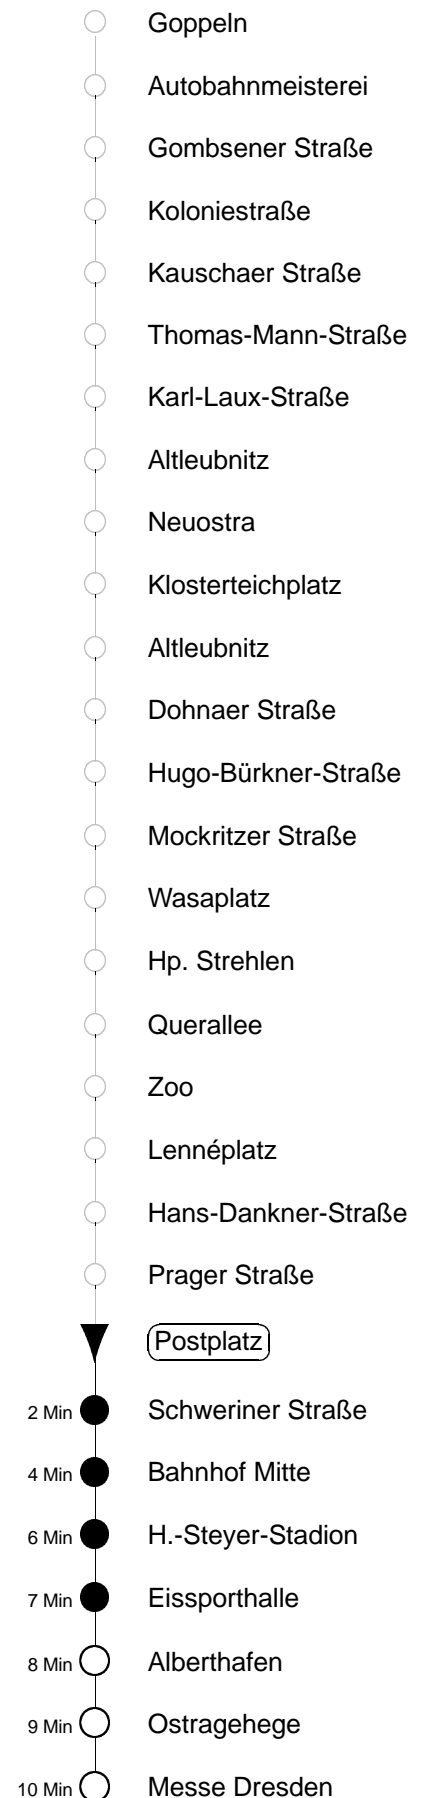 Goppeln
Autobahnmeisterei
Gombsener Straße
Koloniestraße
Kauschaer Straße
Thomas-Mann-Straße
Karl-Laux-Straße
Altleubnitz
Neuostra
Klosterteichplatz
Altleubnitz
Dohnaer Straße
Hugo-Bürkner-Straße
Mockritzer Straße
Wasaplatz
Hp. Strehlen
Querallee
Zoo
Lennéplatz
Hans-Dankner-Straße
Prager Straße
Postplatz
2 Min Schweriner Straße
4 Min Bahnhof Mitte
6 Min H.-Steyer-Stadion
7 Min Eissporthalle
8 Min Alberthafen
9 Min Ostragehege
10 Min Messe Dresden